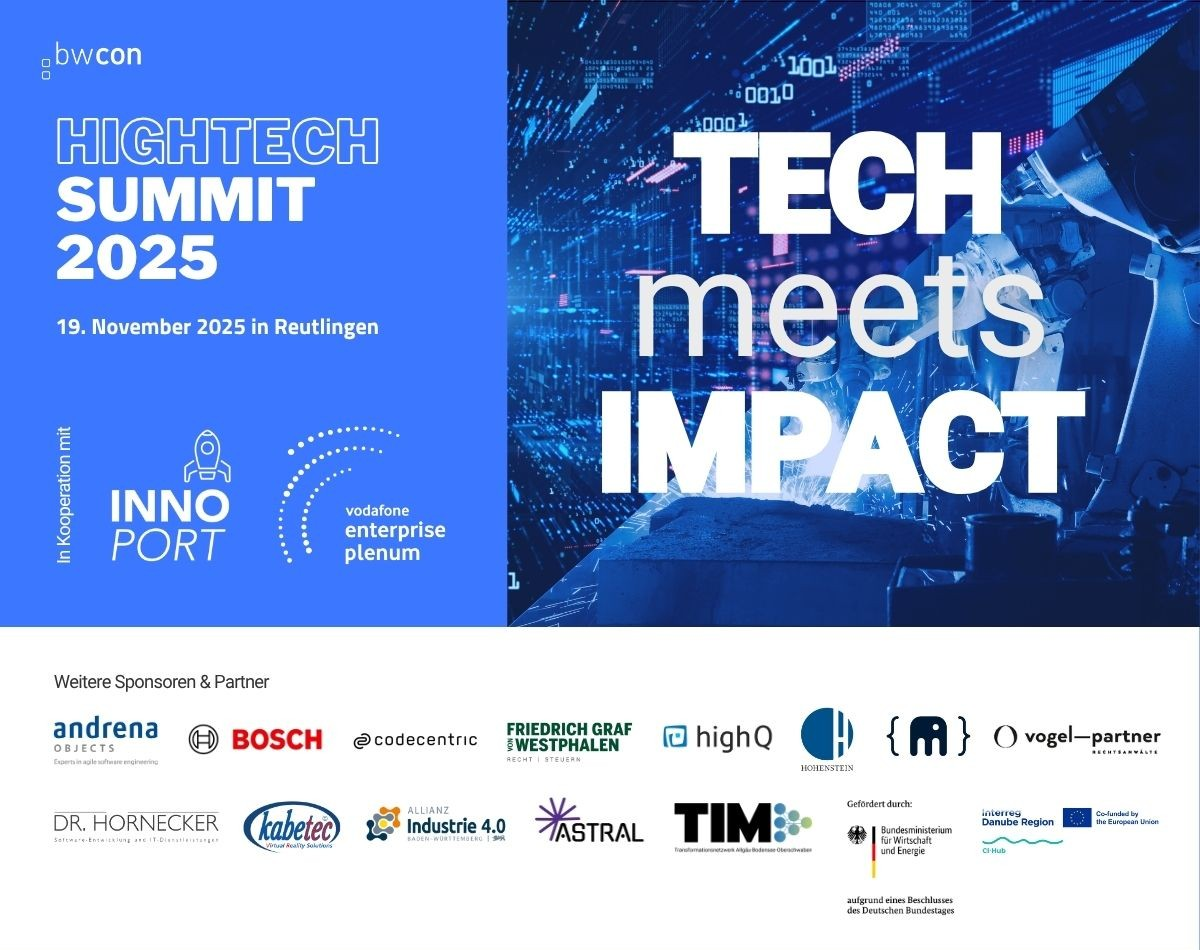 bwcon
HIGHTECH
SUMMIT
2025
19. November 2025 in Reutlingen
In Kooperation mit
INNO
PORT
vodafone
enterprise
plenum
1001
0010
0001
TECH
meets
IMPACT
Weitere Sponsoren & Partner
andrena
OBJECTS
Experts in agile software engineering
BOSCH
codecentric
FRIEDRICH GRAF
VON WESTPHALEN
RECHT | STEUERN
highQ
HOHENSTEIN
vogel—partner
RECHTSANWÄLTE
DR. HORNECKER
Software-Entwicklung und IT-Dienstleistungen
kabetec
Virtual Reality Solutions
ALLIANZ
Industrie 4.0
BADEN-WÜRTTEMBERG
ASTRAL
TIM
Transformationsnetzwerk Allgäu-Bodensee-Oberschwaben
Gefördert durch:
Bundesministerium
für Wirtschaft
und Energie
aufgrund eines Beschlusses
des Deutschen Bundestages
Interreg
Danube Region
Co-funded by
the European Union
CI-Hub